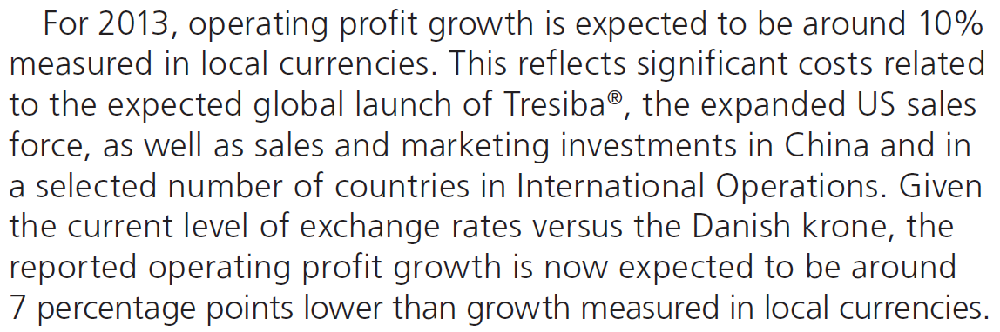 For 2013, operating profit growth is expected to be around 10%
measured in local currencies. This reflects significant costs related
to the expected global launch of Tresiba®, the expanded US sales
force, as well as sales and marketing investments in China and in
a selected number of countries in International Operations. Given
the current level of exchange rates versus the Danish krone, the
reported operating profit growth is now expected to be around
7 percentage points lower than growth measured in local currencies.